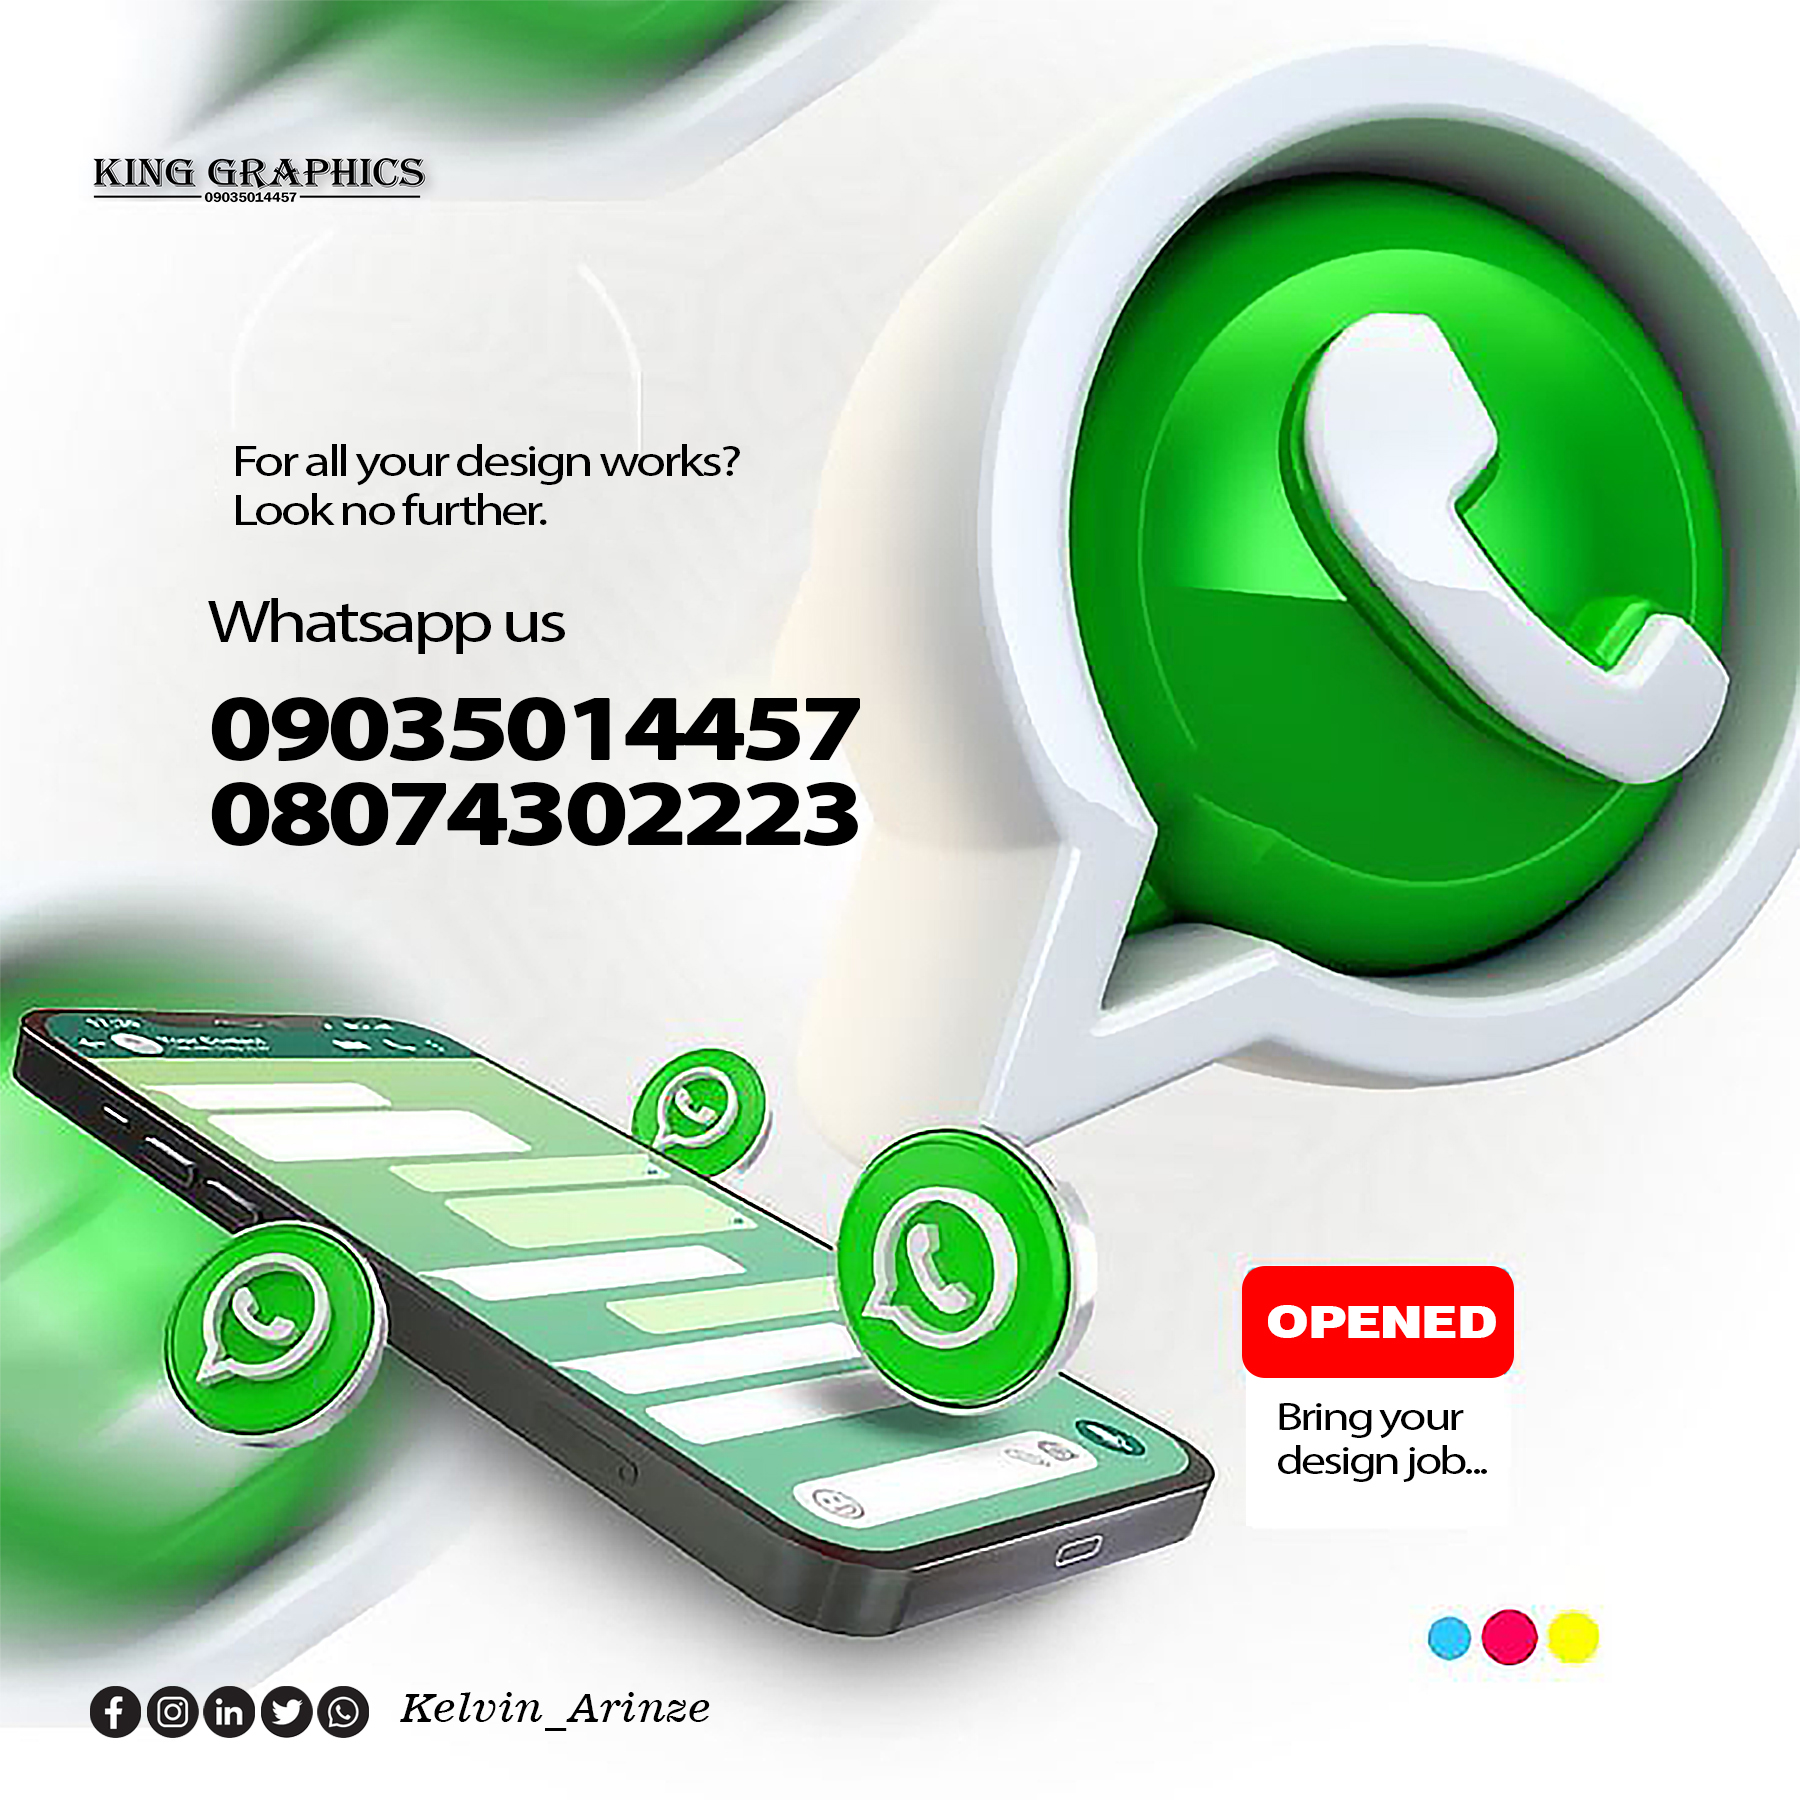 KING GRAPHICS
09035014457
For all your design works?
Look no further.
Whatsapp us
09035014457
08074302223
OPENED
Bring your
design job...
Kelvin_Arinze